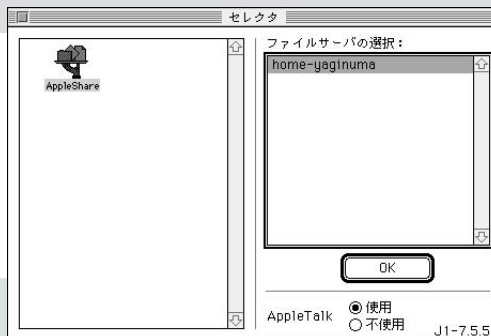 セレクタ
AppleShare
ファイルサーバの選択：
home-yaginuma
OK
AppleTalk
使用
不使用
J1-7.5.5